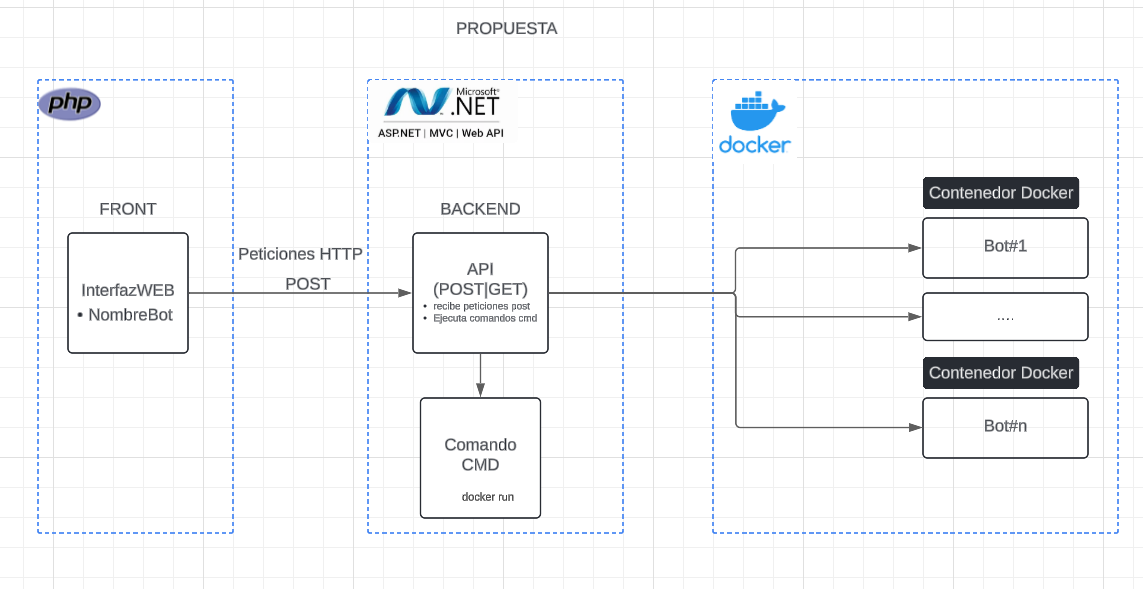 PROPUESTA
php
Microsoft®
.NET
ASP.NET | MVC | Web API
docker
FRONT
InterfazWEB
• NombreBot
Peticiones HTTP
POST
BACKEND
API
(POST|GET)
• recibe peticiones post
• Ejecuta comandos cmd
Comando
CMD
docker run
Contenedor Docker
Bot#1
....
Contenedor Docker
Bot#n